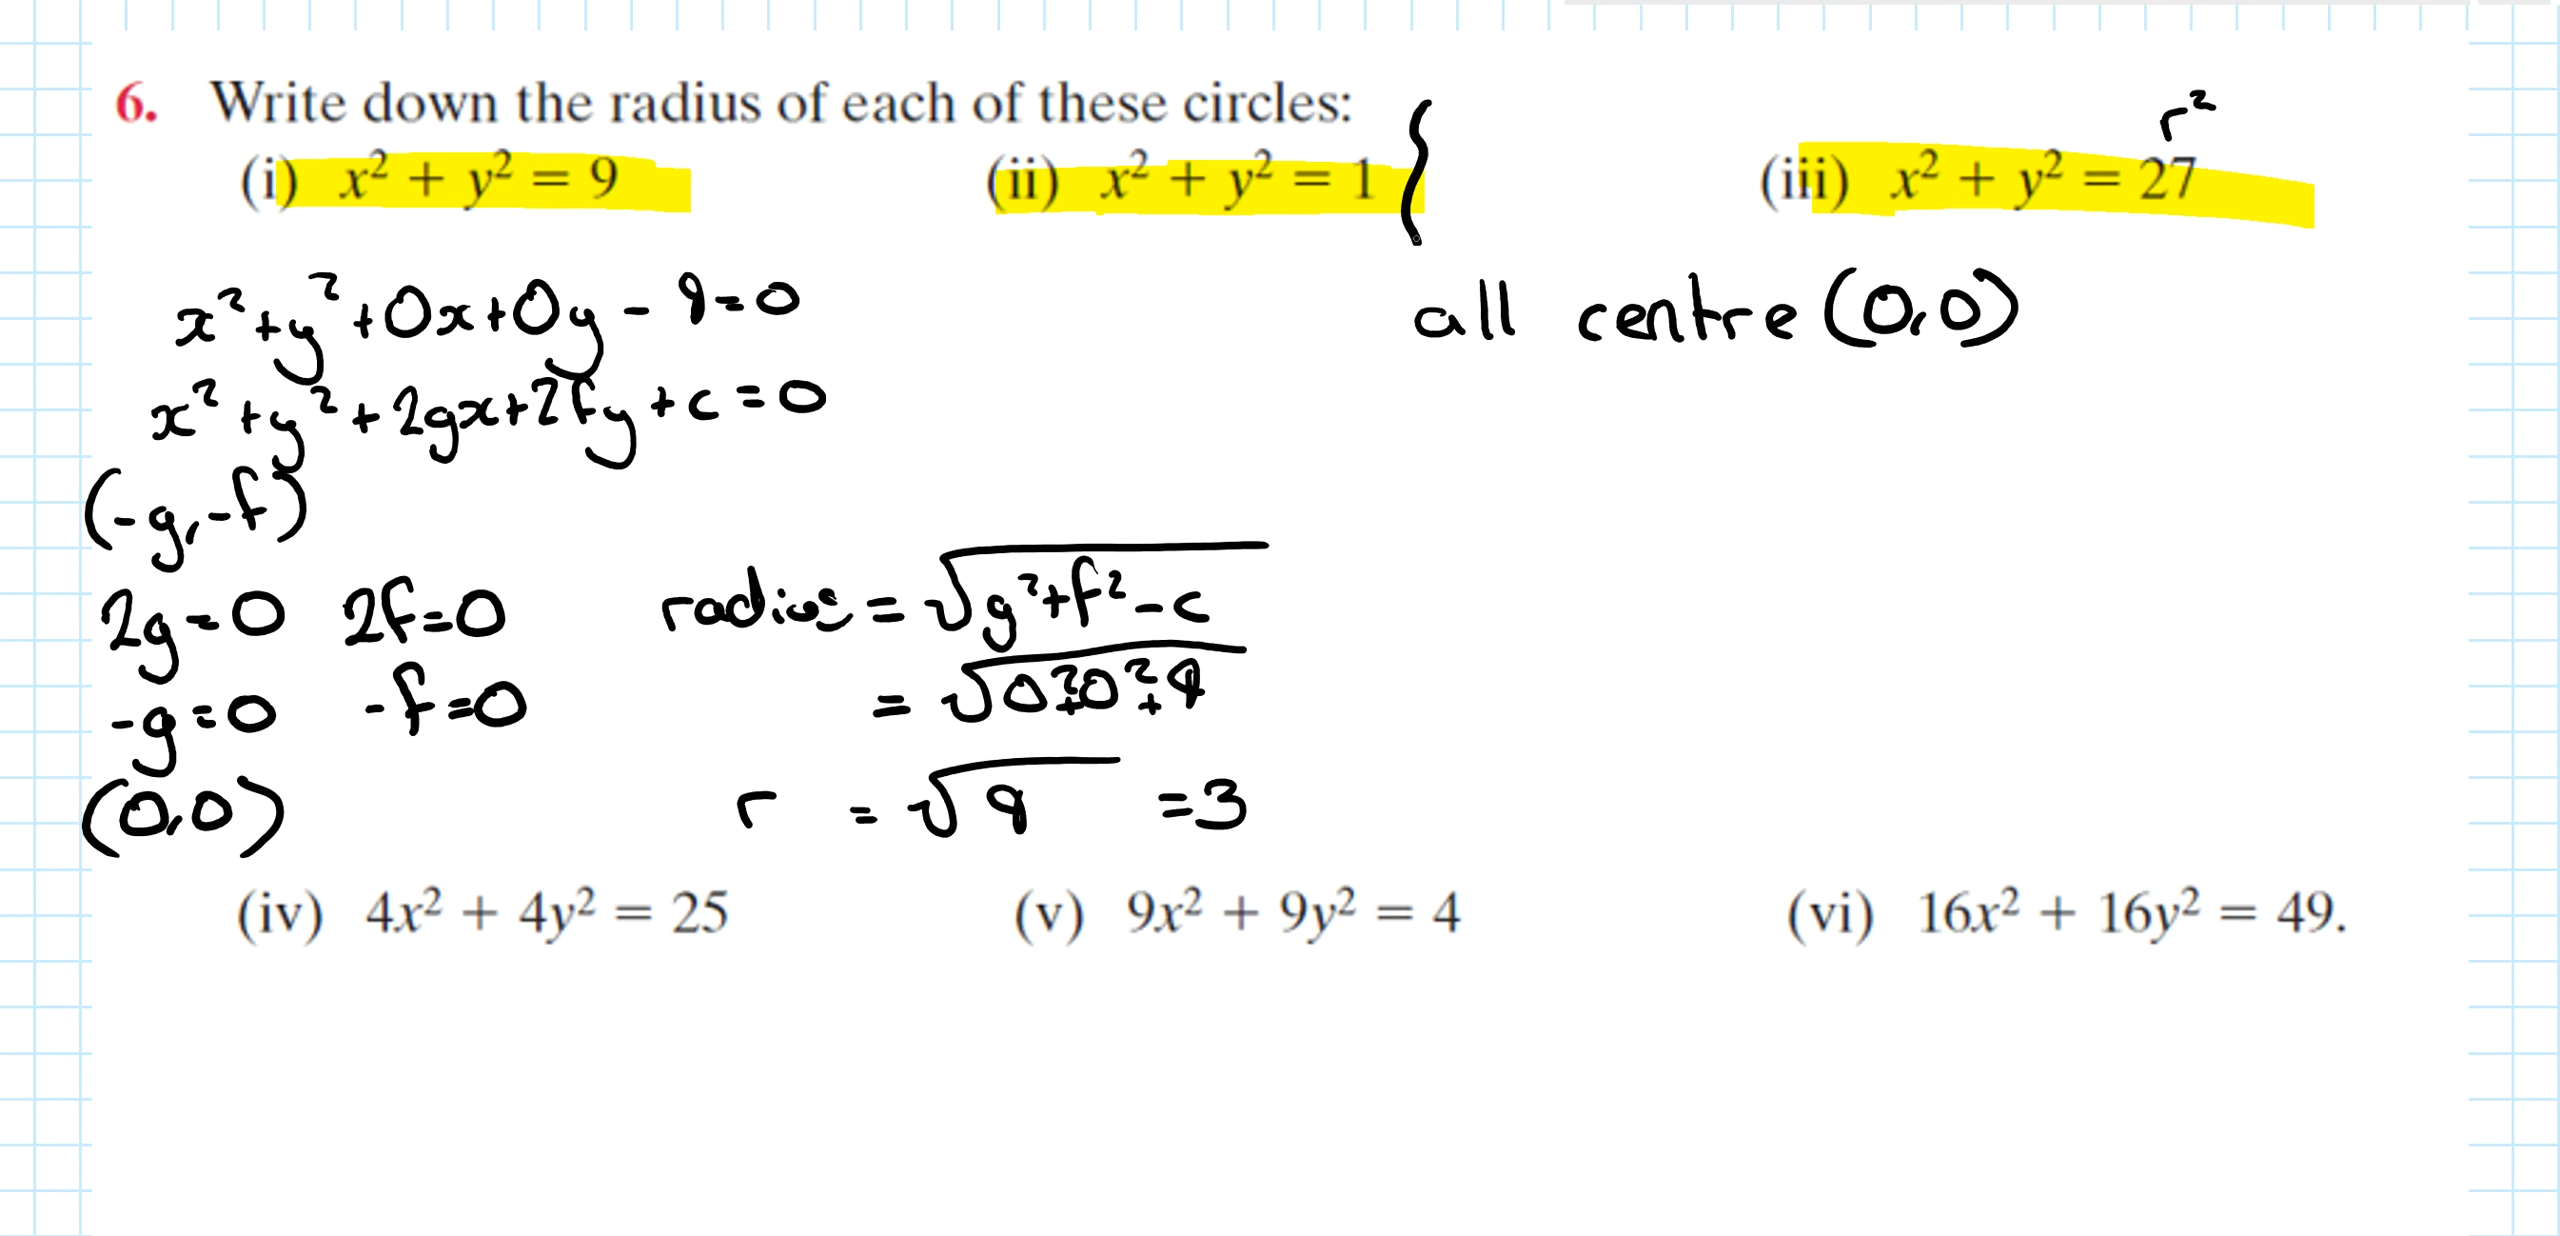 6. Write down the radius of each of these circles:
r²
(i) x² + y² = 9 (ii) x² + y² = 1 { (iii) x² + y² = 27
x²+y²+0x+0y-9=0
all centre (0,0)
x²+y²+2gx+2fy+c=0
(-g,-f)
2g=0 2f=0 radius = √g²+f²-c
-g=0 -f=0 = √0²+0²+9
(0,0) r = √9 =3
(iv) 4x² + 4y² = 25 (v) 9x² + 9y² = 4 (vi) 16x² + 16y² = 49.